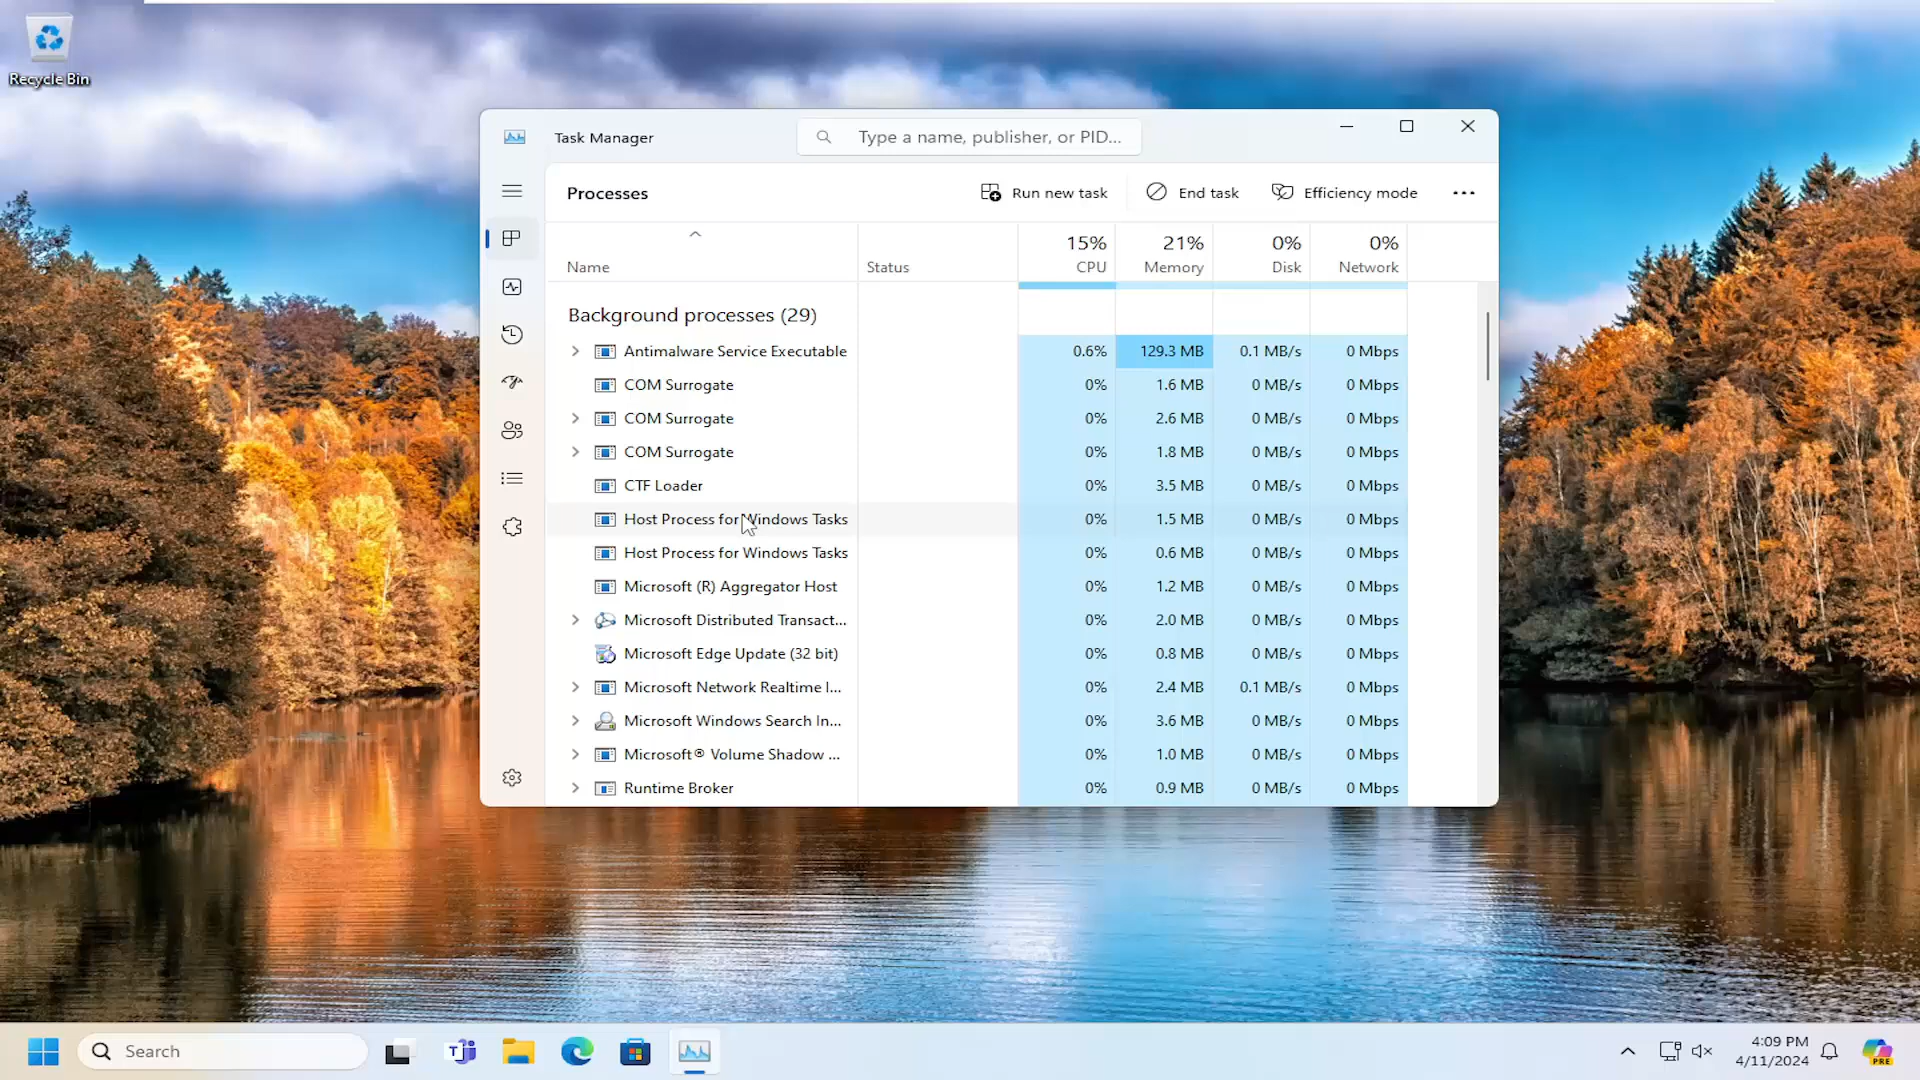 Recycle Bin
Task Manager
Type a name, publisher, or PID...
Processes
Run new task
End task
Efficiency mode
Name
Status
15%
CPU
21%
Memory
0%
Disk
0%
Network
Background processes (29)
Antimalware Service Executable 0.6% 129.3 MB 0.1 MB/s 0 Mbps
COM Surrogate 0% 1.6 MB 0 MB/s 0 Mbps
COM Surrogate 0% 2.6 MB 0 MB/s 0 Mbps
COM Surrogate 0% 1.8 MB 0 MB/s 0 Mbps
CTF Loader 0% 3.5 MB 0 MB/s 0 Mbps
Host Process for Windows Tasks 0% 1.5 MB 0 MB/s 0 Mbps
Host Process for Windows Tasks 0% 0.6 MB 0 MB/s 0 Mbps
Microsoft (R) Aggregator Host 0% 1.2 MB 0 MB/s 0 Mbps
Microsoft Distributed Transact... 0% 2.0 MB 0 MB/s 0 Mbps
Microsoft Edge Update (32 bit) 0% 0.8 MB 0 MB/s 0 Mbps
Microsoft Network Realtime I... 0% 2.4 MB 0.1 MB/s 0 Mbps
Microsoft Windows Search In... 0% 3.6 MB 0 MB/s 0 Mbps
Microsoft® Volume Shadow ... 0% 1.0 MB 0 MB/s 0 Mbps
Runtime Broker 0% 0.9 MB 0 MB/s 0 Mbps
Search
4:09 PM
4/11/2024
PRE